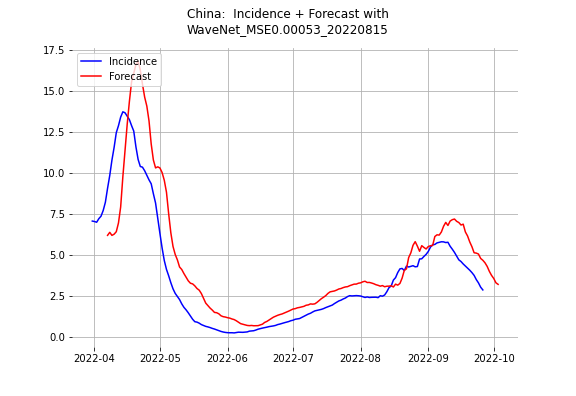 China:  Incidence + Forecast with
WaveNet_MSE0.00053_20220815
17.5
Incidence
Forecast
15.0
12.5
10.0
7.5
5.0
2.5
0.0
2022-04 2022-05 2022-06 2022-07 2022-08 2022-09 2022-10